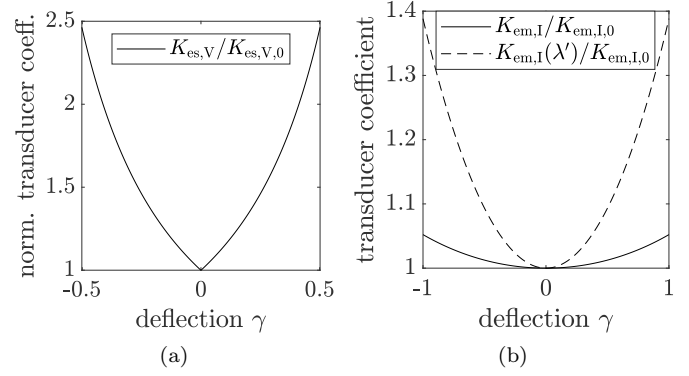 norm. transducer coeff.
2.5
2
1.5
1
K_es,V/K_es,V,0
-0.5
0
0.5
deflection γ
(a)
transducer coefficient
1.4
1.3
1.2
1.1
1
K_em,I/K_em,I,0
K_em,I(λ′)/K_em,I,0
-1
0
1
deflection γ
(b)